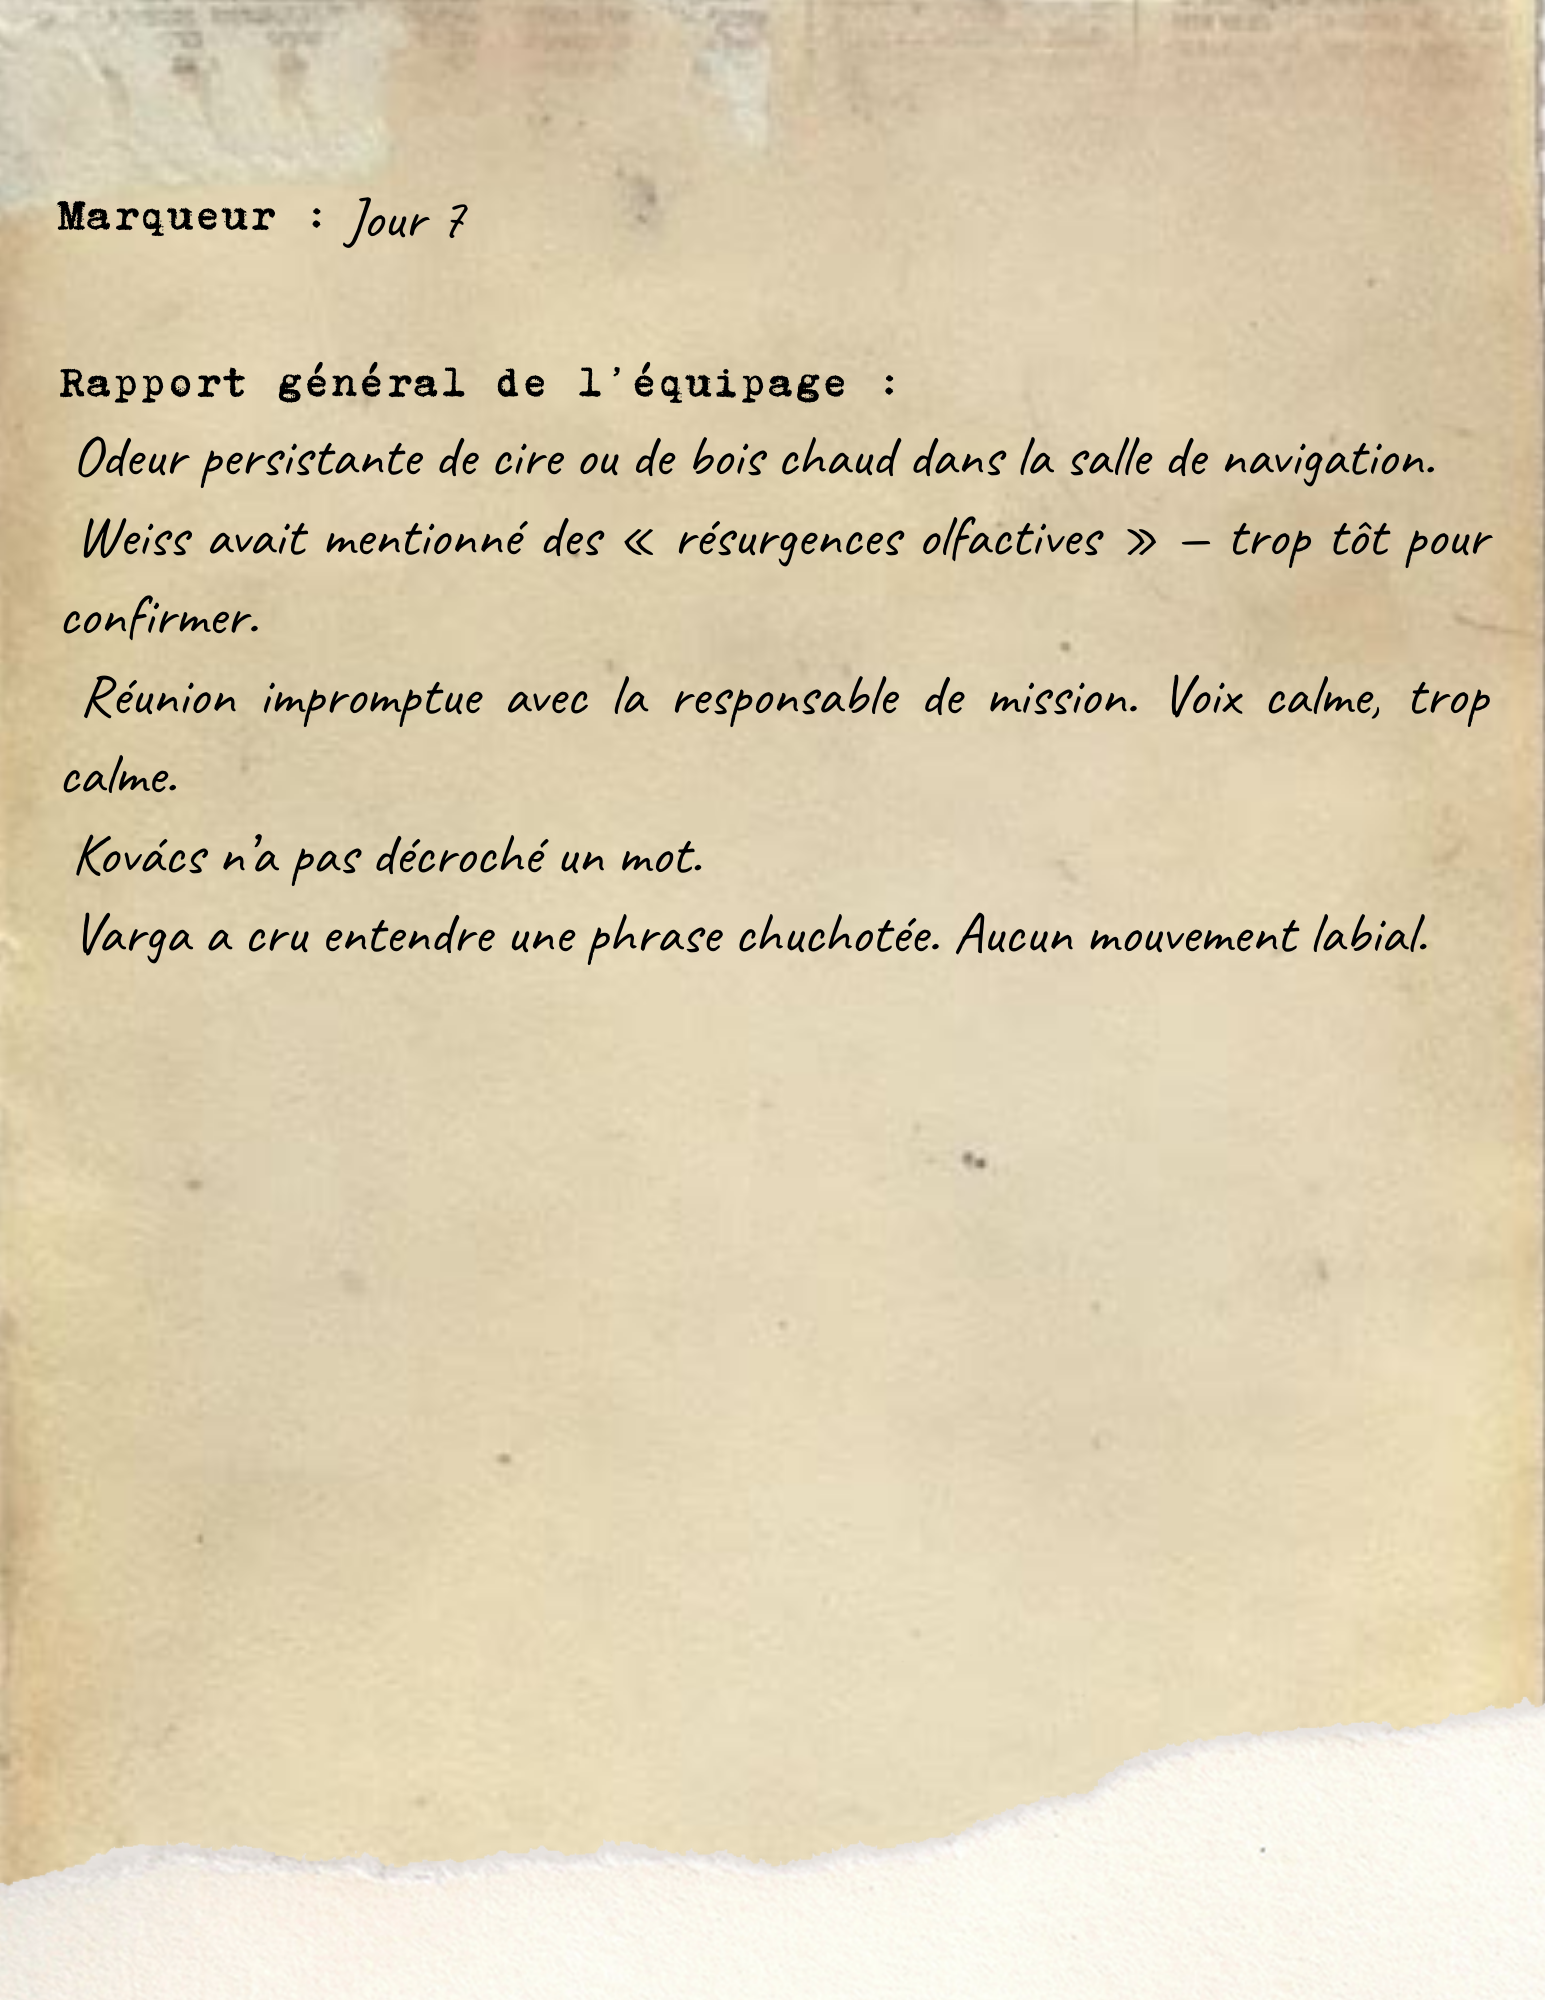 Marqueur : Jour 7
Rapport général de l'équipage :
Odeur persistante de cire ou de bois chaud dans la salle de navigation.
Weiss avait mentionné des « résurgences olfactives » – trop tôt pour
confirmer.
Réunion impromptue avec la responsable de mission. Voix calme, trop
calme.
Kovács n’a pas décroché un mot.
Varga a cru entendre une phrase chuchotée. Aucun mouvement labial.